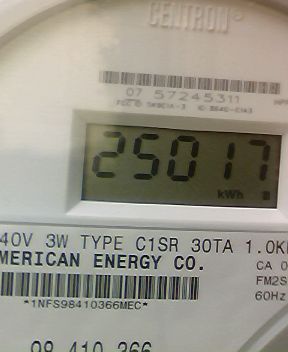 CENTRON®
07 57245311
25017
kWh
40V 3W TYPE C1SR 30TA 1.0K
MERICAN ENERGY CO.
CA 0
FM2S
60Hz
*1NFS98410366MEC*
98 410 366